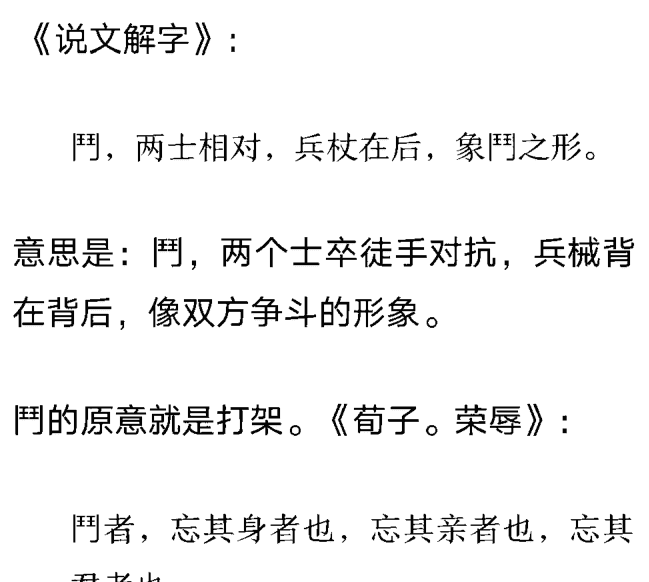 《说文解字》：
鬥，两士相对，兵杖在后，象鬥之形。
意思是：鬥，两个士卒徒手对抗，兵械背
在背后，像双方争斗的形象。
鬥的原意就是打架。《荀子。荣辱》：
鬥者，忘其身者也，忘其亲者也，忘其
君者也